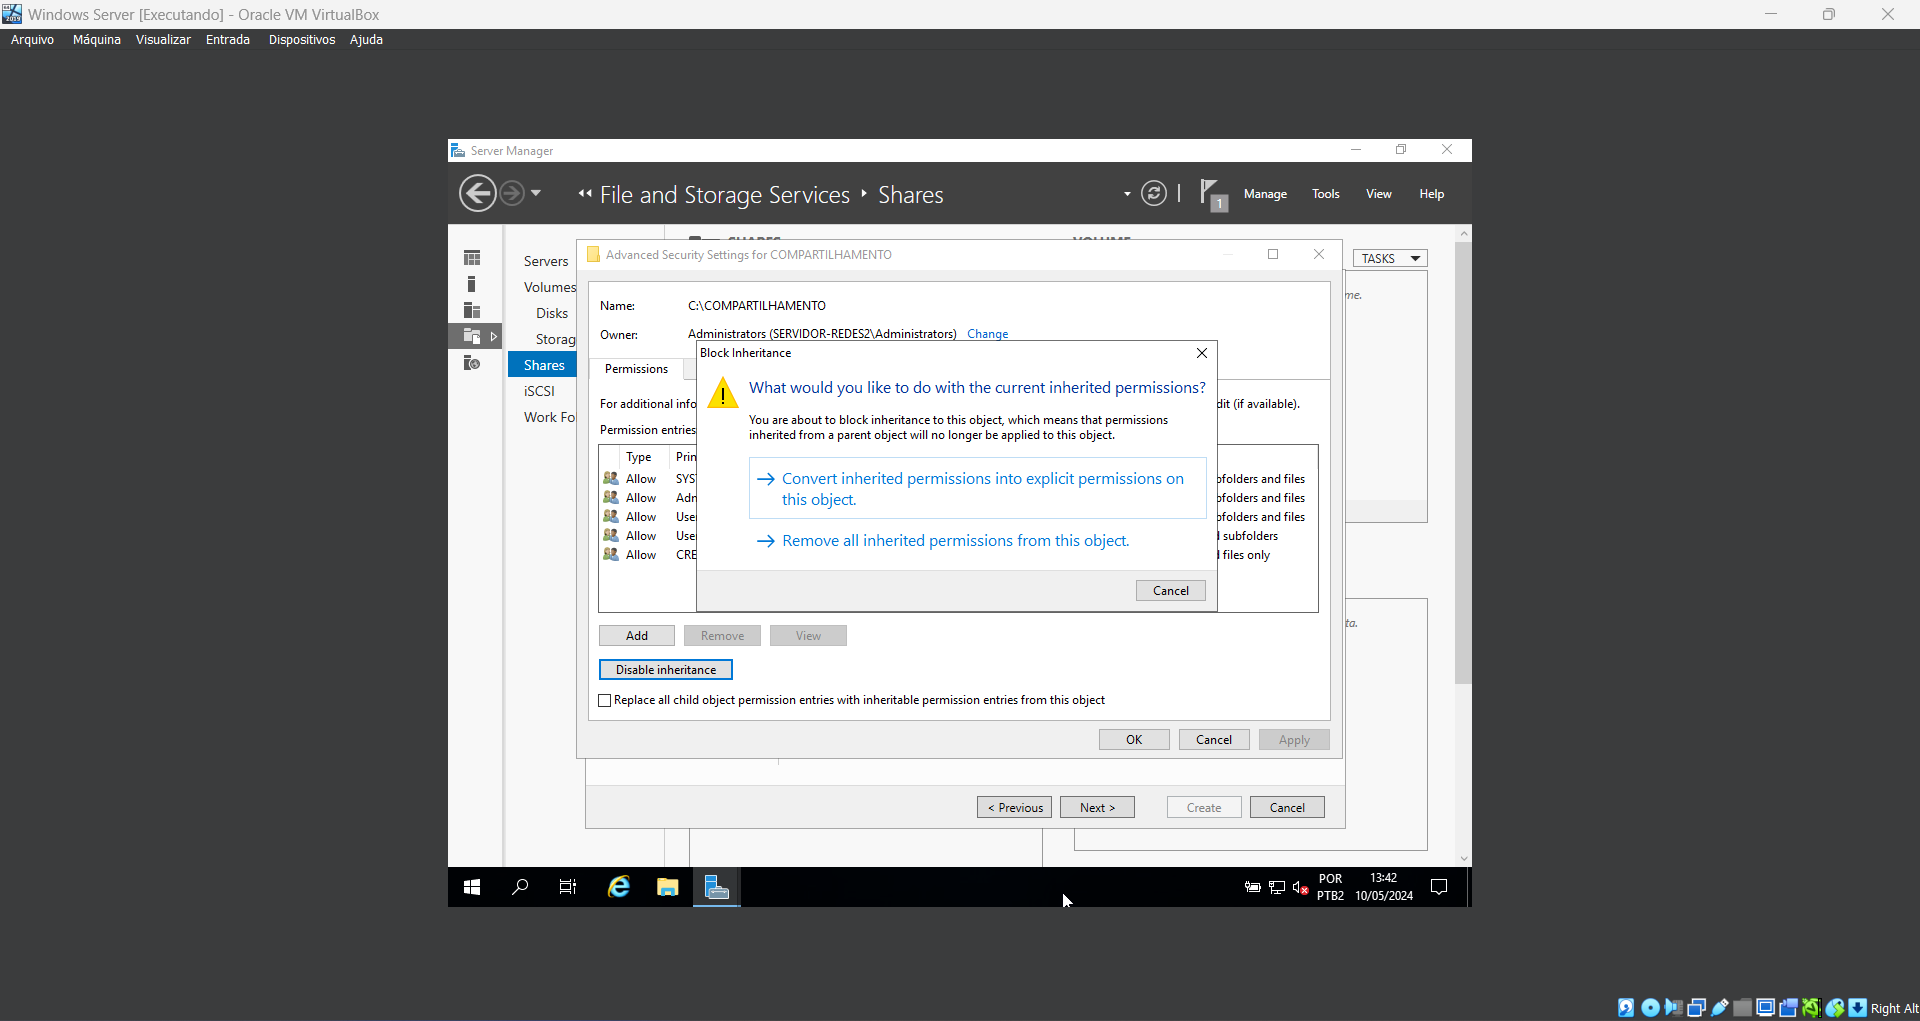 Windows Server [Executando] - Oracle VM VirtualBox
Arquivo Máquina Visualizar Entrada Dispositivos Ajuda
Server Manager
File and Storage Services Shares
1
Manage Tools View Help
Servers
Volumes
Disks
Storag
Shares
iSCSI
Work Fo
TASKS
me.
ta.
Advanced Security Settings for COMPARTILHAMENTO
Name: C:\COMPARTILHAMENTO
Owner: Administrators (SERVIDOR-REDES2\Administrators) Change
Permissions
For additional info
dit (if available).
Permission entries
Type Prin
Allow SYS
bfolders and files
Allow Adn
bfolders and files
Allow Use
bfolders and files
Allow Use
d subfolders
Allow CRE
d files only
Block Inheritance
What would you like to do with the current inherited permissions?
You are about to block inheritance to this object, which means that permissions
inherited from a parent object will no longer be applied to this object.
Convert inherited permissions into explicit permissions on
this object.
Remove all inherited permissions from this object.
Cancel
Add Remove View
Disable inheritance
Replace all child object permission entries with inheritable permission entries from this object
OK Cancel Apply
< Previous Next > Create Cancel
POR
PTB2
13:42
10/05/2024
Right Alt